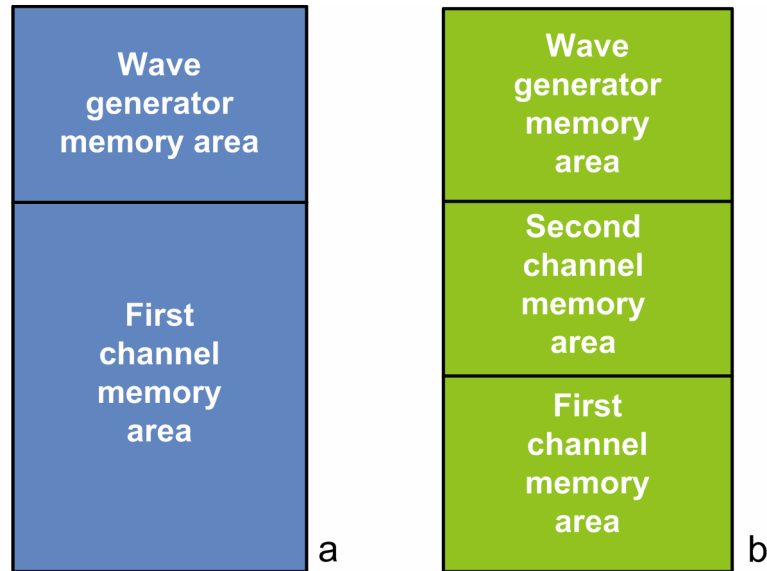 Wave
generator
memory area
First
channel
memory
area
a
Wave
generator
memory
area
Second
channel
memory
area
First
channel
memory
area
b